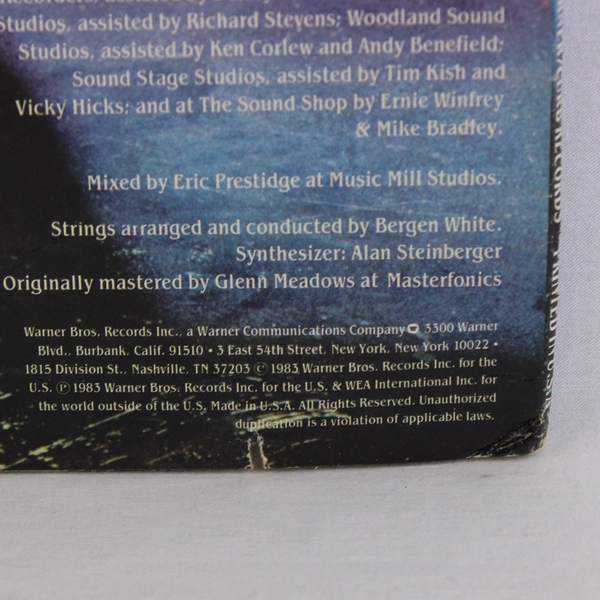 Studios, assisted by Richard Stevens; Woodland Sound
Studios, assisted by Ken Corlew and Andy Benefield;
Sound Stage Studios, assisted by Tim Kish and
Vicky Hicks; and at The Sound Shop by Ernie Winfrey
& Mike Bradley.
Mixed by Eric Prestidge at Music Mill Studios.
Strings arranged and conducted by Bergen White.
Synthesizer: Alan Steinberger
Originally mastered by Glenn Meadows at Masterfonics
Warner Bros. Records Inc., a Warner Communications Company 3300 Warner
Blvd., Burbank, Calif. 91510 • 3 East 54th Street, New York, New York 10022 •
1815 Division St., Nashville, TN 37203 © 1983 Warner Bros. Records Inc. for the
U.S. ℗ 1983 Warner Bros. Records Inc. for the U.S. & WEA International Inc. for
the world outside of the U.S. Made in U.S.A. All Rights Reserved. Unauthorized
duplication is a violation of applicable laws.
RECORDS